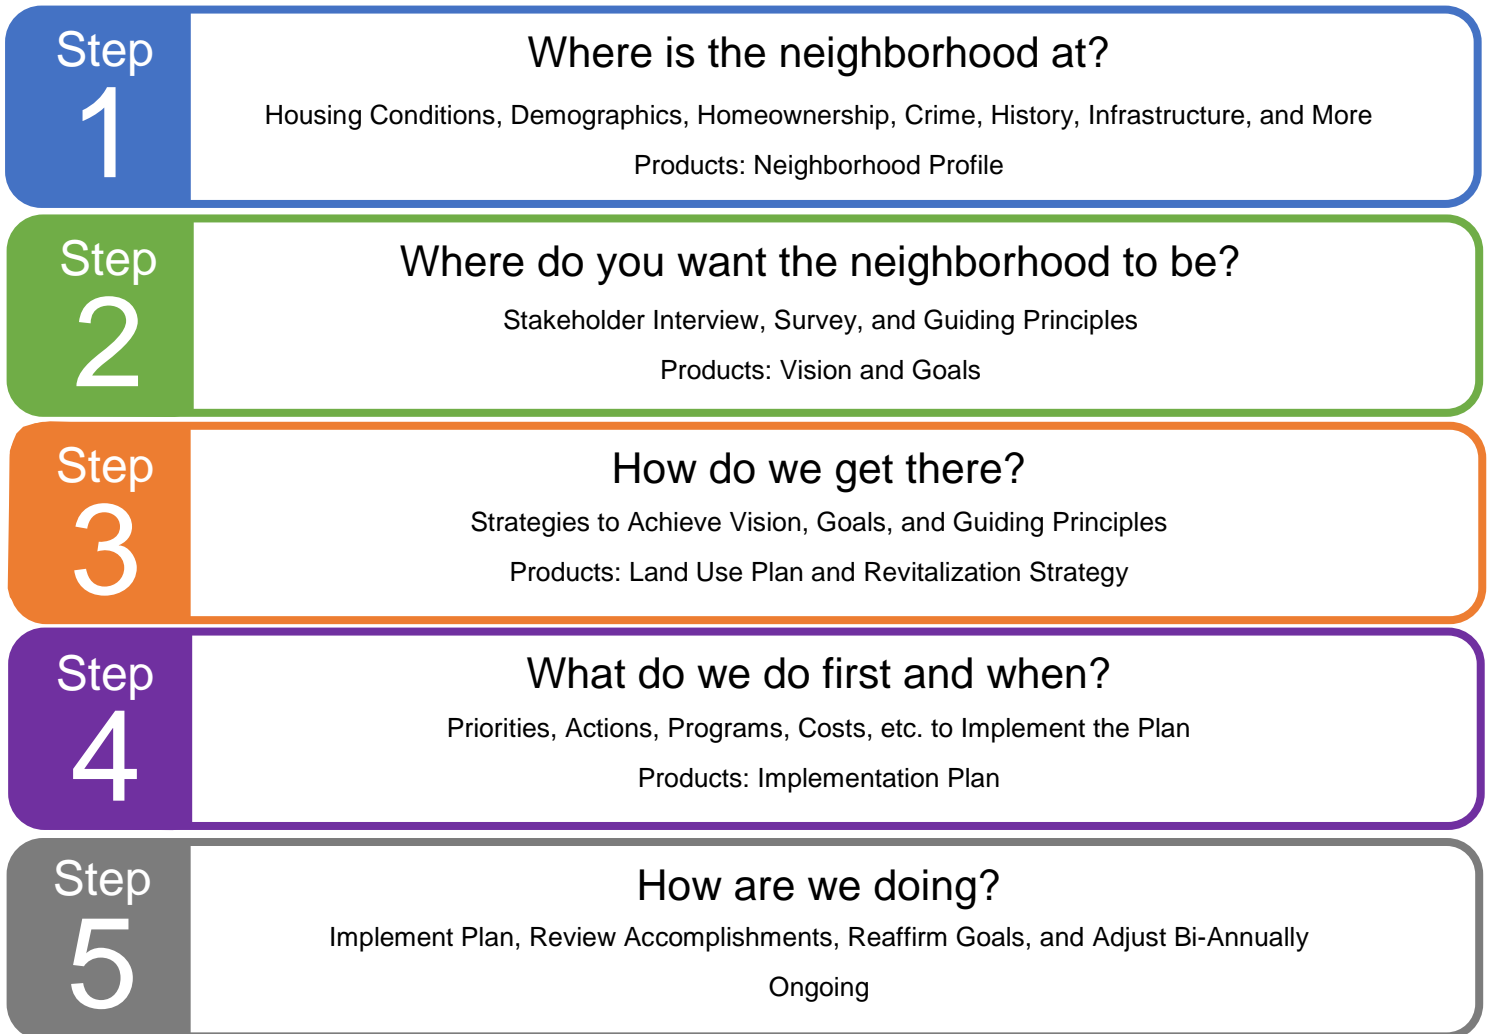 Step
1
Where is the neighborhood at?
Housing Conditions, Demographics, Homeownership, Crime, History, Infrastructure, and More
Products: Neighborhood Profile
Step
2
Where do you want the neighborhood to be?
Stakeholder Interview, Survey, and Guiding Principles
Products: Vision and Goals
Step
3
How do we get there?
Strategies to Achieve Vision, Goals, and Guiding Principles
Products: Land Use Plan and Revitalization Strategy
Step
4
What do we do first and when?
Priorities, Actions, Programs, Costs, etc. to Implement the Plan
Products: Implementation Plan
Step
5
How are we doing?
Implement Plan, Review Accomplishments, Reaffirm Goals, and Adjust Bi-Annually
Ongoing